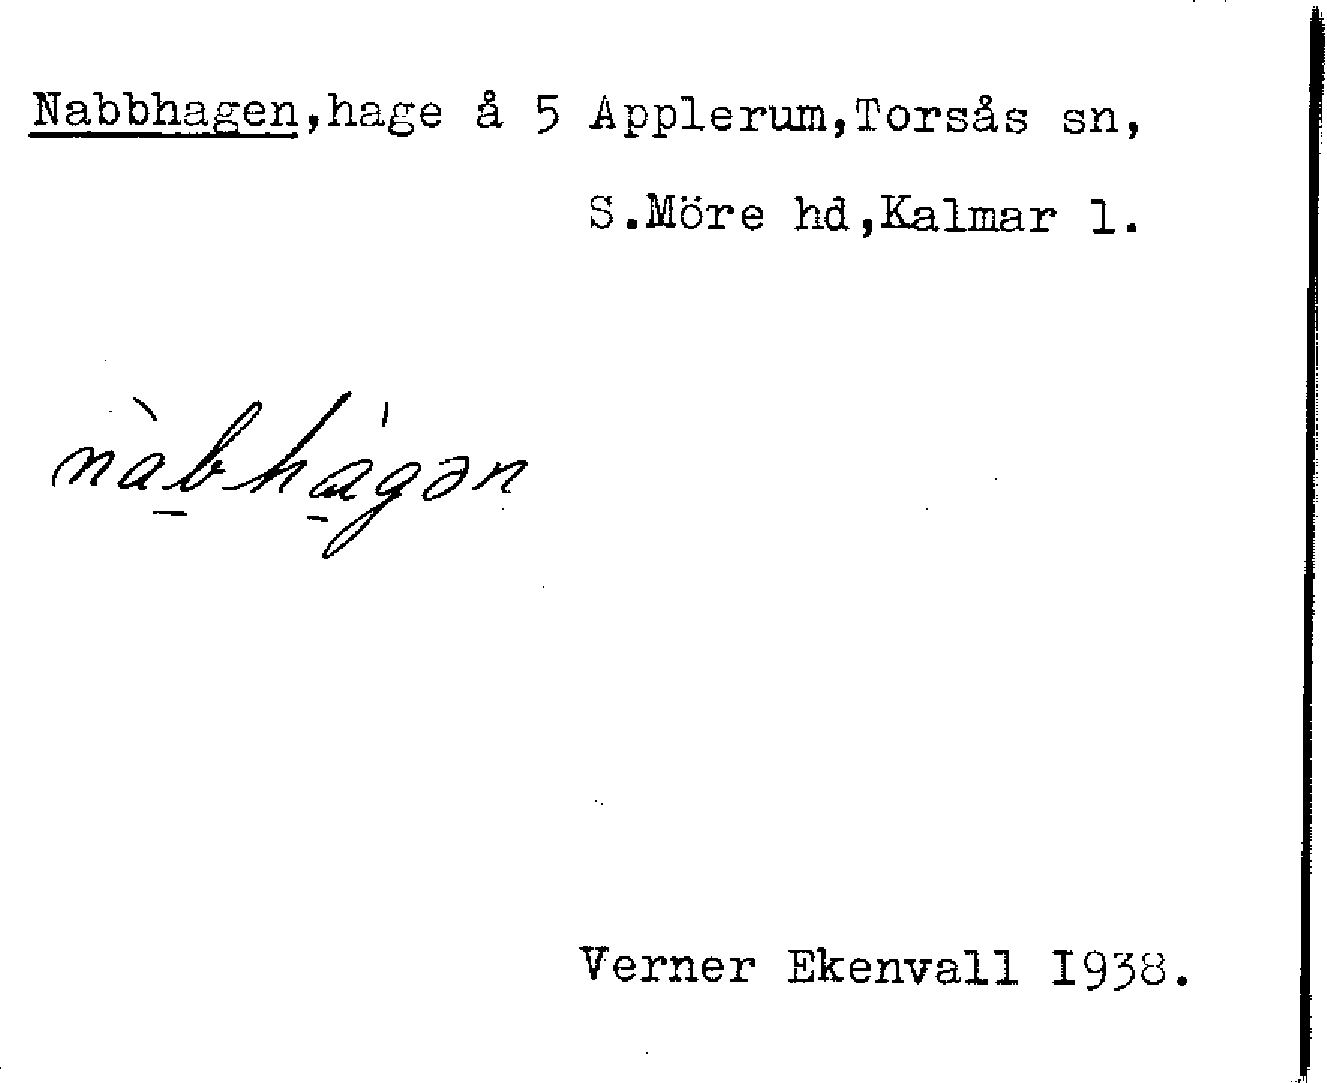 Nabbhagen,hage å 5 Applerum,Torsås sn,
S.Möre hd,Kalmar l.
nàbhágən
Verner Ekenvall I938.